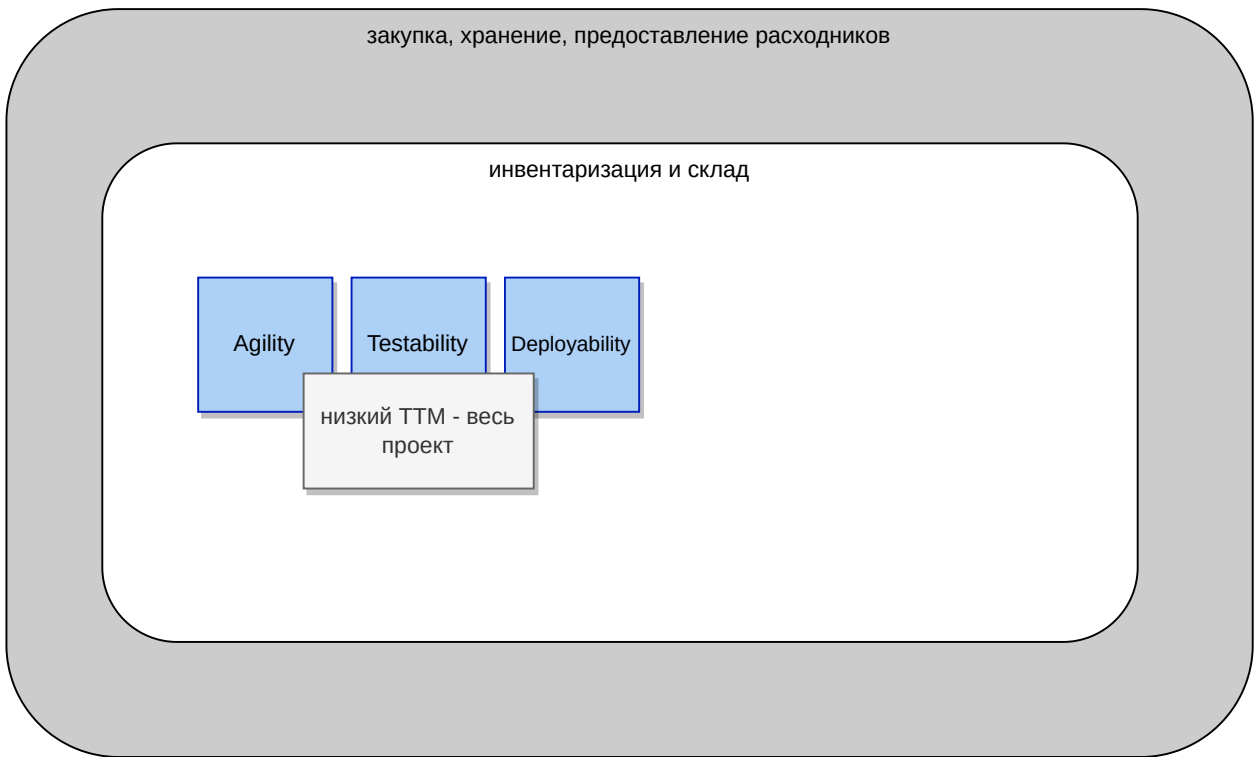 закупка, хранение, предоставление расходников
инвентаризация и склад
Agility
Testability
Deployability
низкий TTM - весь
проект